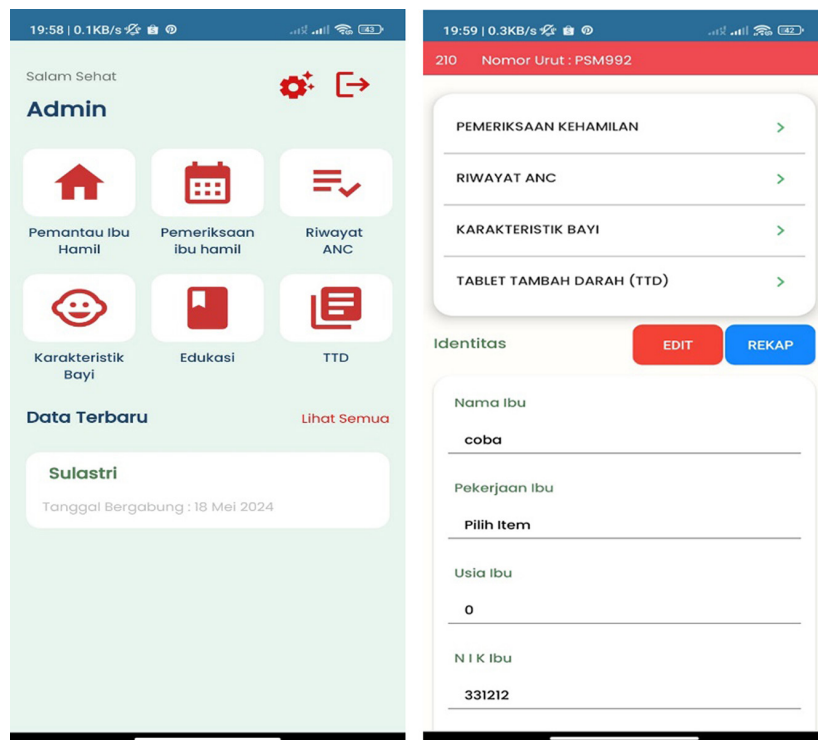 19:58 | 0.1KB/s
43
Salam Sehat
Admin
Pemantau Ibu Hamil
Pemeriksaan ibu hamil
Riwayat ANC
Karakteristik Bayi
Edukasi
TTD
Data Terbaru
Lihat Semua
Sulastri
Tanggal Bergabung : 18 Mei 2024
19:59 | 0.3KB/s
42
210 Nomor Urut : PSM992
PEMERIKSAAN KEHAMILAN
RIWAYAT ANC
KARAKTERISTIK BAYI
TABLET TAMBAH DARAH (TTD)
Identitas
EDIT
REKAP
Nama Ibu
coba
Pekerjaan Ibu
Pilih Item
Usia Ibu
0
N I K Ibu
331212